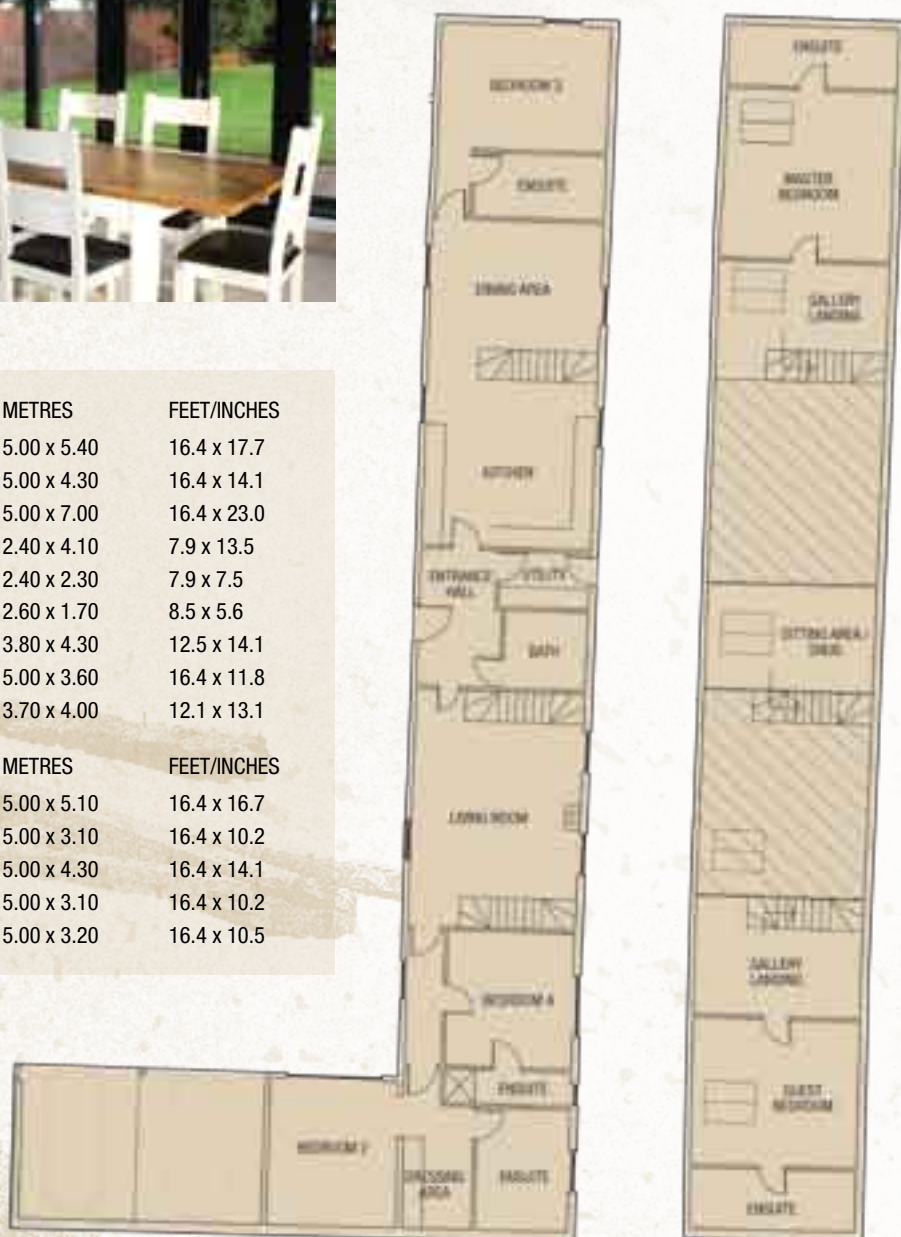 METRES FEET/INCHES
5.00 x 5.40 16.4 x 17.7
5.00 x 4.30 16.4 x 14.1
5.00 x 7.00 16.4 x 23.0
2.40 x 4.10 7.9 x 13.5
2.40 x 2.30 7.9 x 7.5
2.60 x 1.70 8.5 x 5.6
3.80 x 4.30 12.5 x 14.1
5.00 x 3.60 16.4 x 11.8
3.70 x 4.00 12.1 x 13.1
METRES FEET/INCHES
5.00 x 5.10 16.4 x 16.7
5.00 x 3.10 16.4 x 10.2
5.00 x 4.30 16.4 x 14.1
5.00 x 3.10 16.4 x 10.2
5.00 x 3.20 16.4 x 10.5
BEDROOM
ENSUITE
DINING AREA
KITCHEN
ENTRANCE
HALL
UTILITY
BATH
LIVING ROOM
BEDROOM 4
ENSUITE
BEDROOM 2
DRESSING
AREA
ENSUITE
ENSUITE
MASTER
BEDROOM
GALLERY
LANDING
SITTING AREA /
SNUG
GALLERY
LANDING
GUEST
BEDROOM
ENSUITE